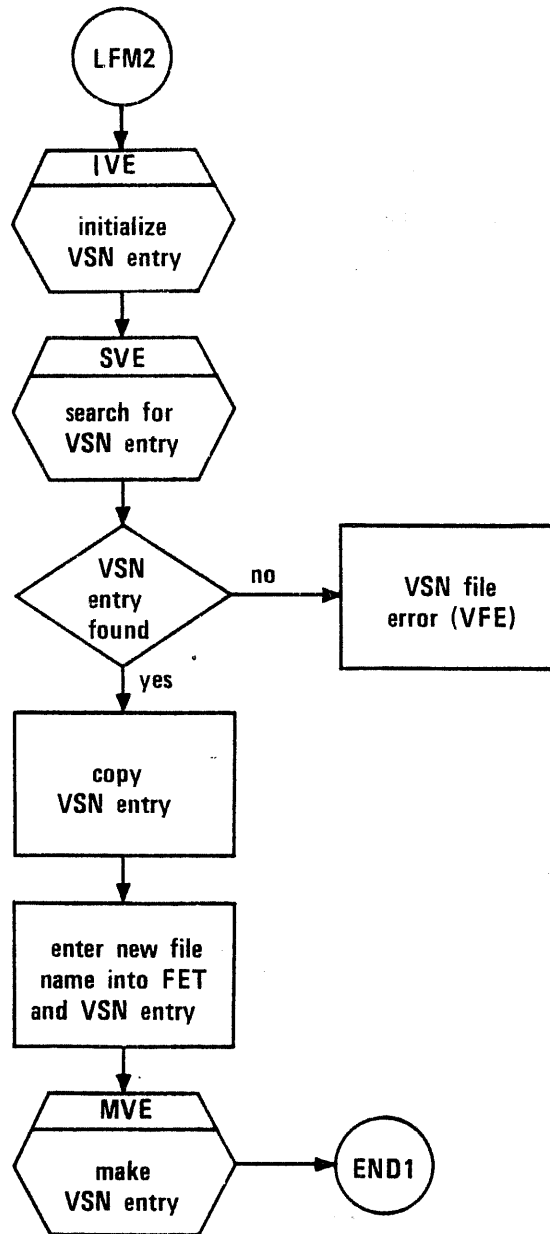 LFM2
IVE
initialize
VSN entry
SVE
search for
VSN entry
VSN
entry
found
no
VSN file
error (VFE)
yes
copy
VSN entry
enter new file
name into FET
and VSN entry
MVE
make
VSN entry
END1